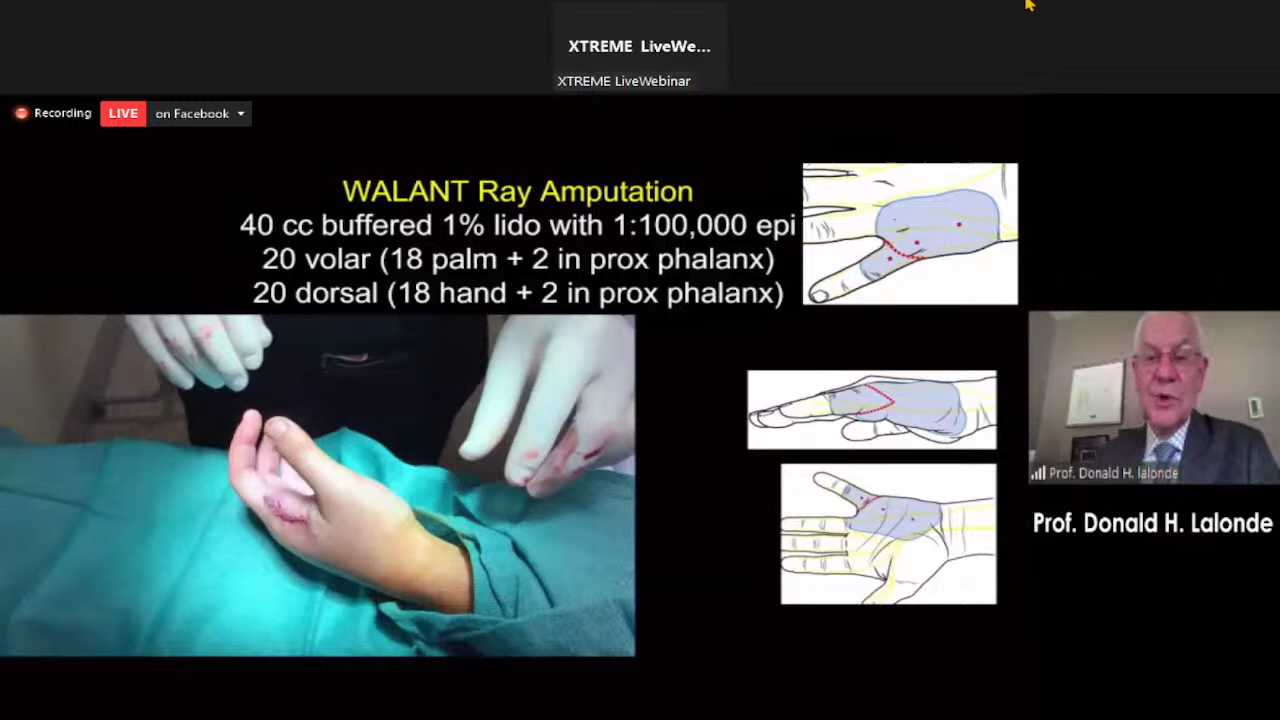 XTREME LiveWe...
XTREME LiveWebinar
Recording
LIVE on Facebook
WALANT Ray Amputation
40 cc buffered 1% lido with 1:100,000 epi
20 volar (18 palm + 2 in prox phalanx)
20 dorsal (18 hand + 2 in prox phalanx)
Prof. Donald H. lalonde
Prof. Donald H. Lalonde